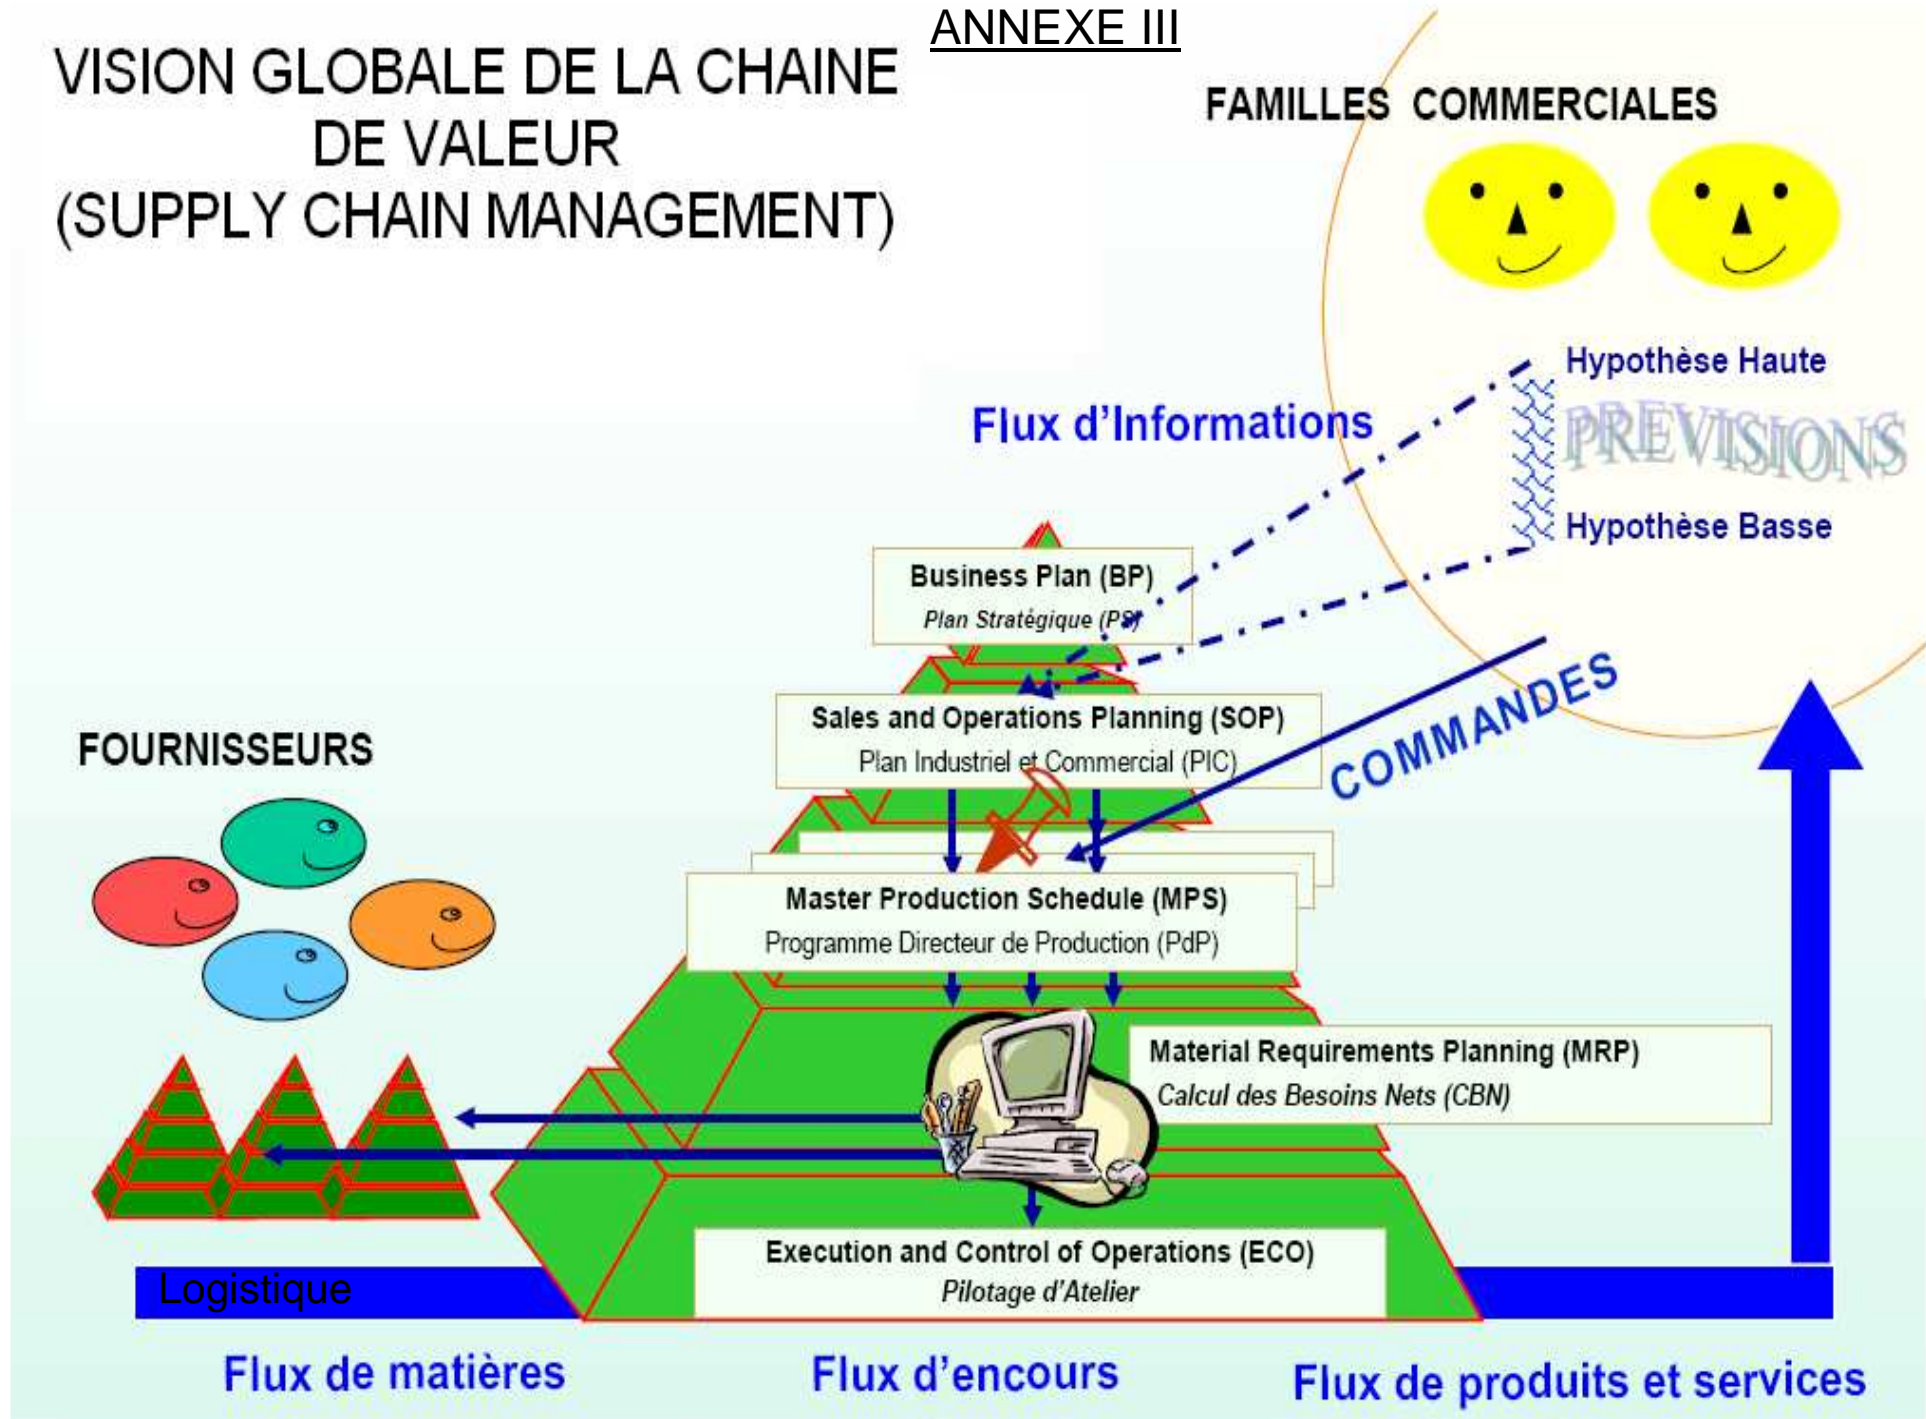 ANNEXE III
VISION GLOBALE DE LA CHAINE
DE VALEUR
(SUPPLY CHAIN MANAGEMENT)
FAMILLES COMMERCIALES
Hypothèse Haute
PREVISIONS
Hypothèse Basse
Flux d'Informations
Business Plan (BP)
Plan Stratégique (PS)
COMMANDES
Sales and Operations Planning (SOP)
Plan Industriel et Commercial (PIC)
FOURNISSEURS
Master Production Schedule (MPS)
Programme Directeur de Production (PdP)
Material Requirements Planning (MRP)
Calcul des Besoins Nets (CBN)
Execution and Control of Operations (ECO)
Pilotage d'Atelier
Logistique
Flux de matières
Flux d'encours
Flux de produits et services